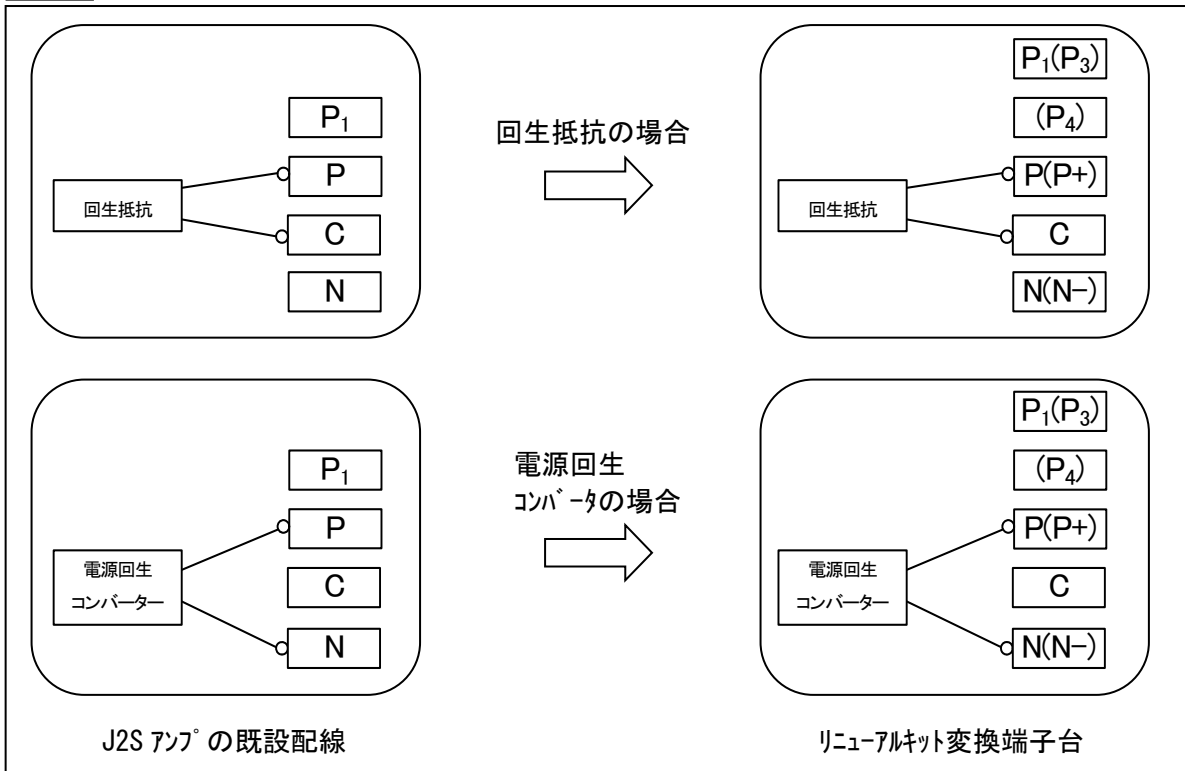 P₁
P
回生抵抗
C
N
回生抵抗の場合
P₁(P₃)
(P₄)
P(P+)
回生抵抗
C
N(N−)
P₁
P
電源回生
コンバーター
C
N
電源回生
ｺﾝﾊﾞｰﾀの場合
P₁(P₃)
(P₄)
P(P+)
電源回生
コンバーター
C
N(N−)
J2S ｱﾝﾌﾟの既設配線
ﾘﾆｭｰｱﾙｷｯﾄ変換端子台